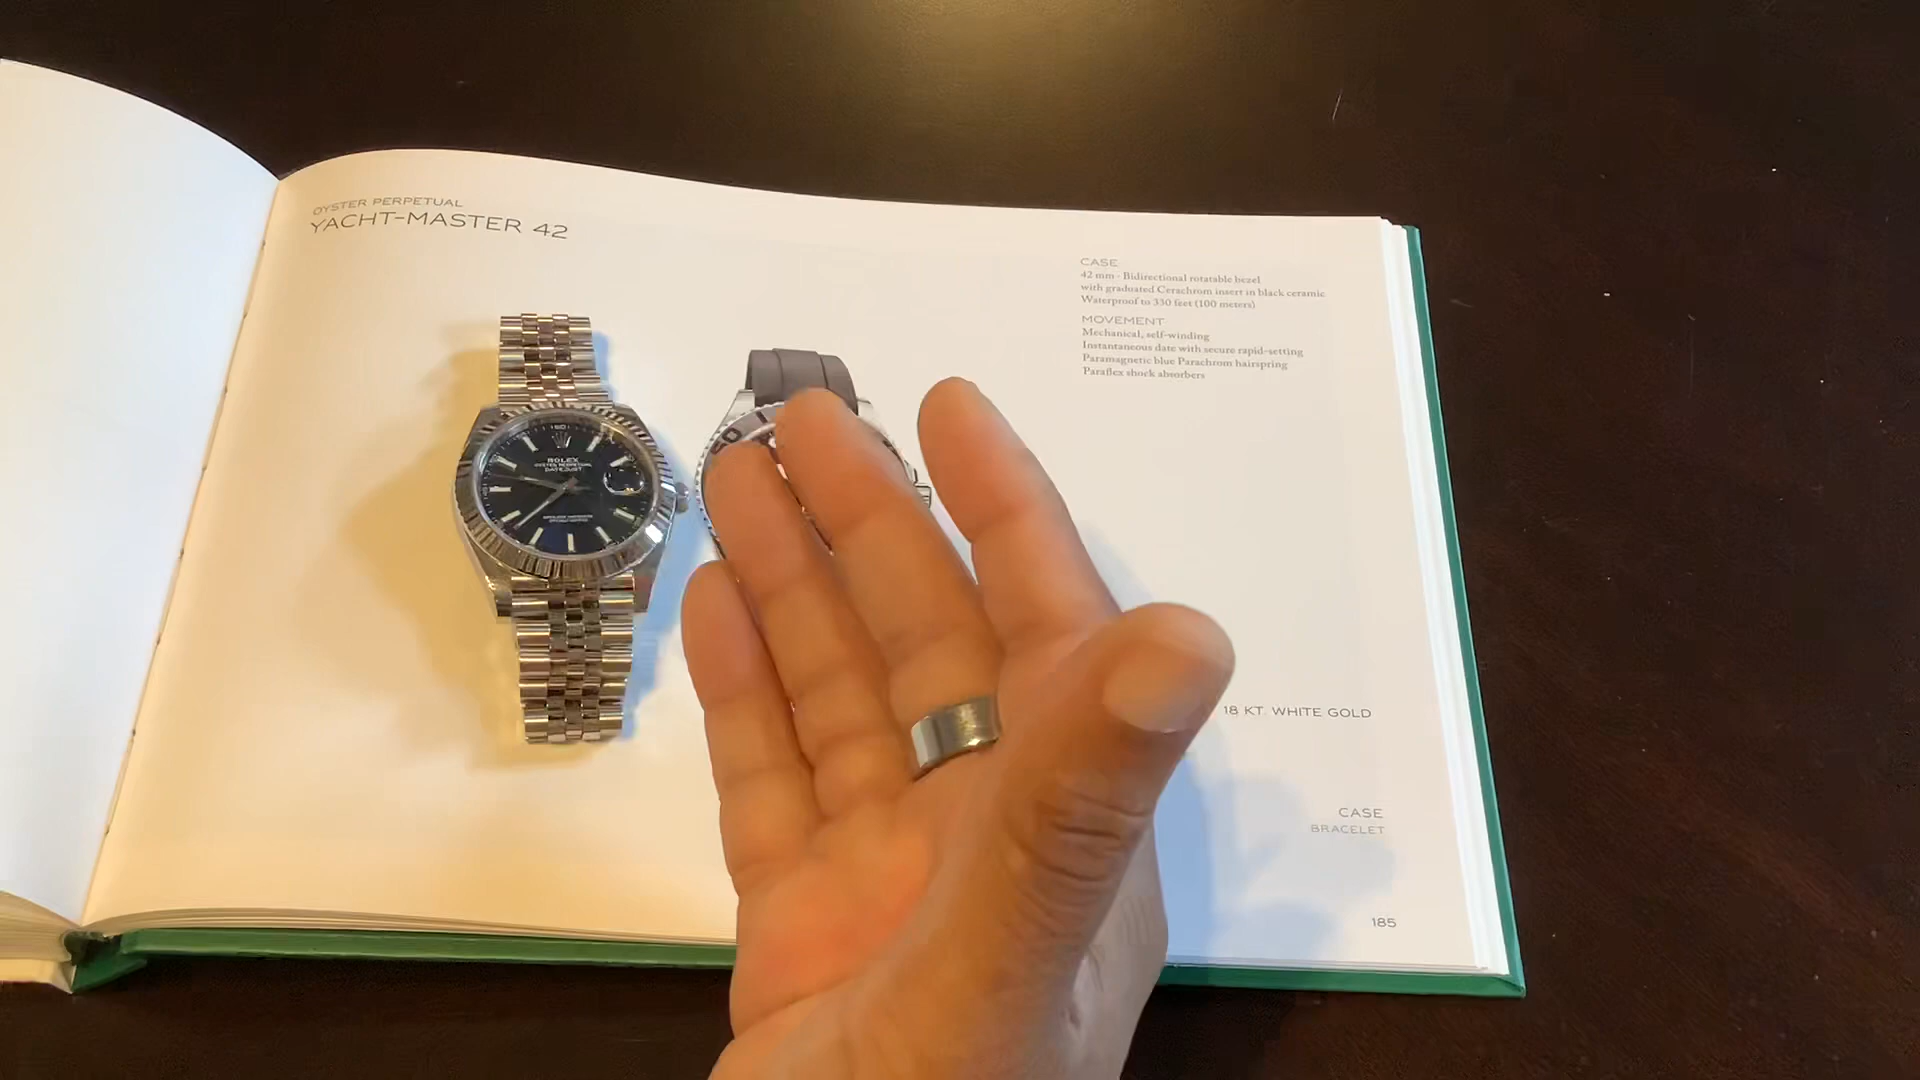 OYSTER PERPETUAL
YACHT-MASTER 42
CASE
42 mm - Bidirectional rotatable bezel
with graduated Cerachrom insert in black ceramic
Waterproof to 330 feet (100 meters)
MOVEMENT
Mechanical, self-winding
Instantaneous date with secure rapid-setting
Paramagnetic blue Parachrom hairspring
Paraflex shock absorbers
60
ROLEX
OYSTER PERPETUAL
DATEJUST
18 KT. WHITE GOLD
CASE
BRACELET
185